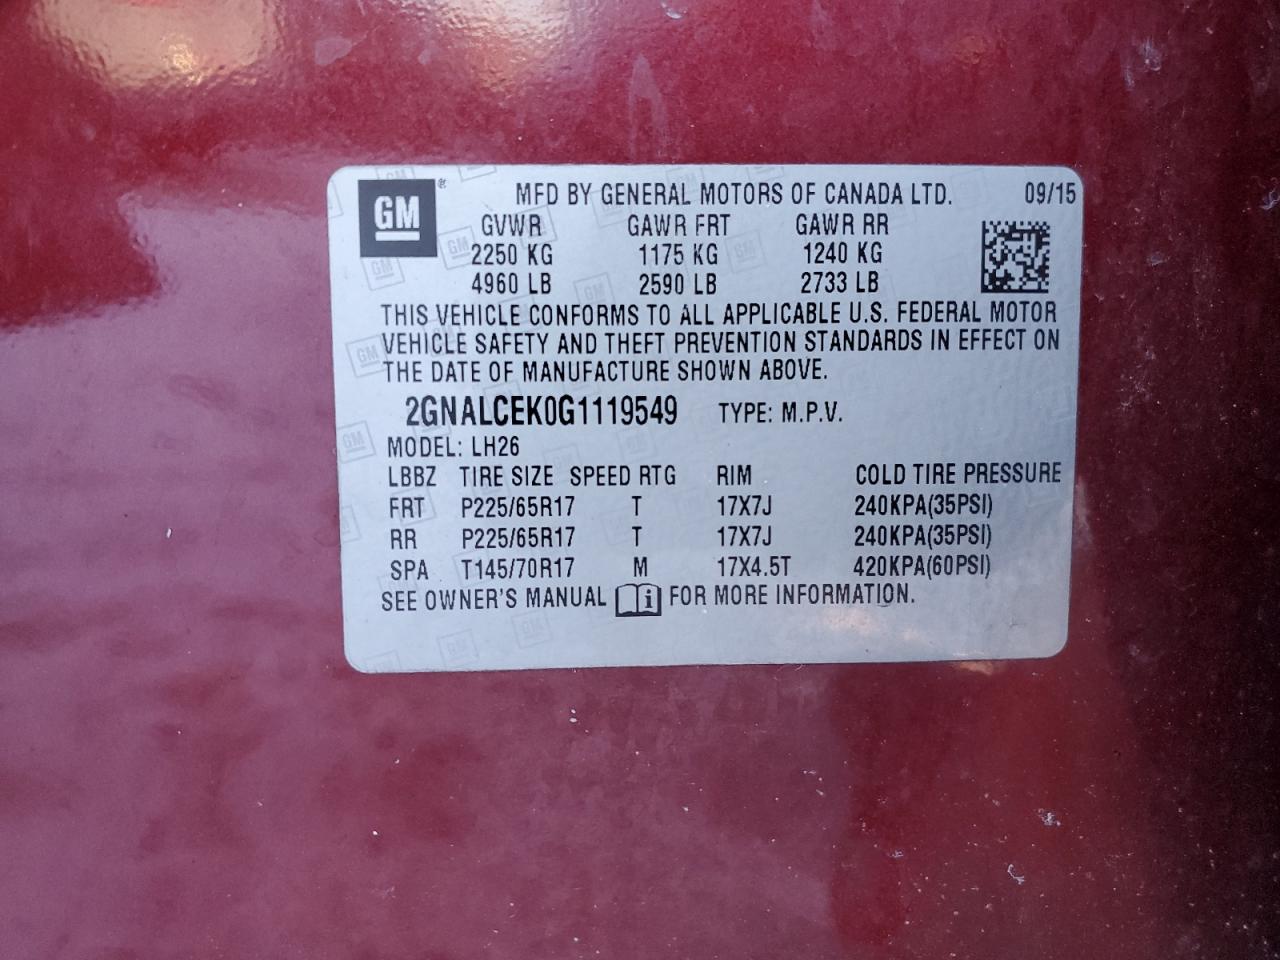 GM® MFD BY GENERAL MOTORS OF CANADA LTD. 09/15
GVWR GAWR FRT GAWR RR
2250 KG 1175 KG 1240 KG
4960 LB 2590 LB 2733 LB
THIS VEHICLE CONFORMS TO ALL APPLICABLE U.S. FEDERAL MOTOR
VEHICLE SAFETY AND THEFT PREVENTION STANDARDS IN EFFECT ON
THE DATE OF MANUFACTURE SHOWN ABOVE.
2GNALCEK0G1119549 TYPE: M.P.V.
MODEL: LH26
LBBZ TIRE SIZE SPEED RTG RIM COLD TIRE PRESSURE
FRT P225/65R17 T 17X7J 240KPA(35PSI)
RR P225/65R17 T 17X7J 240KPA(35PSI)
SPA T145/70R17 M 17X4.5T 420KPA(60PSI)
SEE OWNER'S MANUAL i FOR MORE INFORMATION.